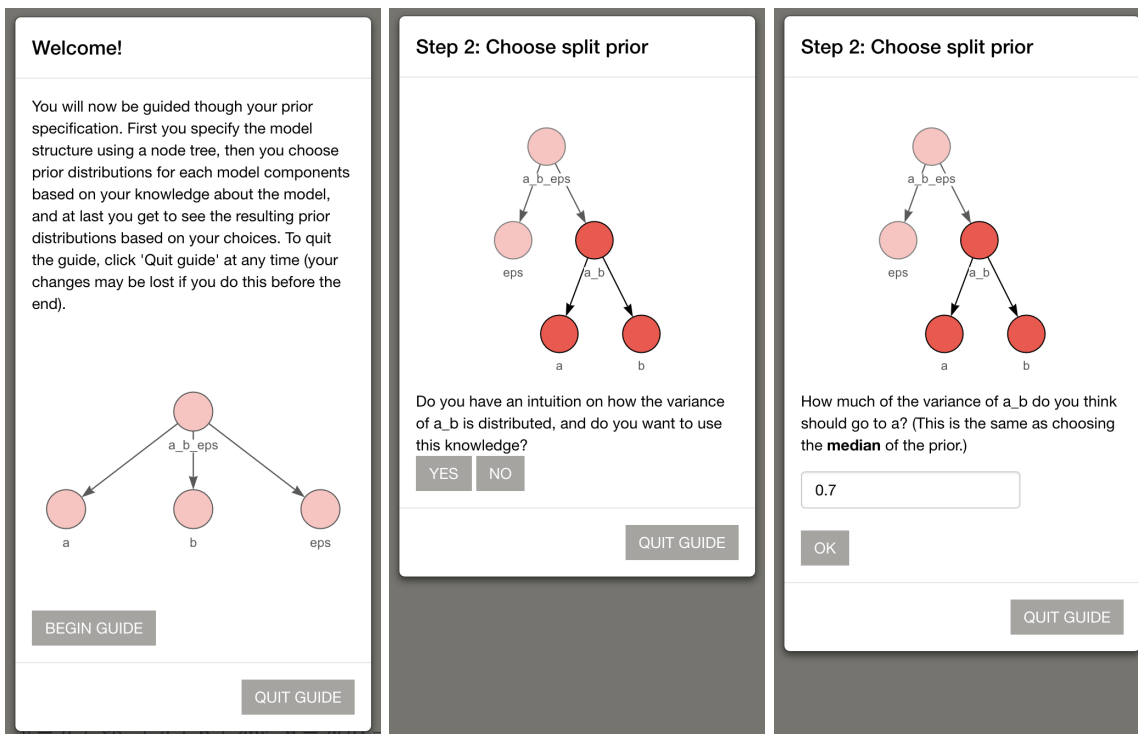 Welcome!
You will now be guided though your prior
specification. First you specify the model
structure using a node tree, then you choose
prior distributions for each model components
based on your knowledge about the model,
and at last you get to see the resulting prior
distributions based on your choices. To quit
the guide, click 'Quit guide' at any time (your
changes may be lost if you do this before the
end).
a_b_eps
a
b
eps
BEGIN GUIDE
QUIT GUIDE
Step 2: Choose split prior
a_b_eps
eps
a_b
a
b
Do you have an intuition on how the variance
of a_b is distributed, and do you want to use
this knowledge?
YES
NO
QUIT GUIDE
Step 2: Choose split prior
a_b_eps
eps
a_b
a
b
How much of the variance of a_b do you think
should go to a? (This is the same as choosing
the median of the prior.)
0.7
OK
QUIT GUIDE